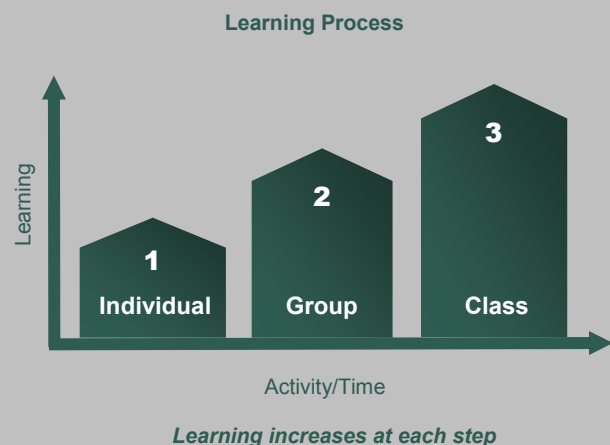 Learning Process
3
2
1
Learning
Individual
Group
Class
Activity/Time
Learning increases at each step